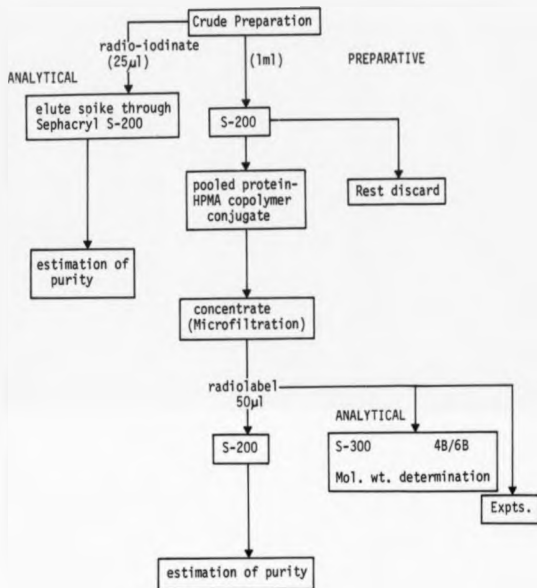 Crude Preparation
radio-iodinate
(25µl)
(1ml)
PREPARATIVE
ANALYTICAL
elute spike through
Sephacryl S-200
S-200
pooled protein-
HPMA copolymer
conjugate
Rest discard
estimation of
purity
concentrate
(Microfiltration)
radiolabel
50µl
ANALYTICAL
S-200
S-300 4B/6B
Mol. wt. determination
Expts.
estimation of purity